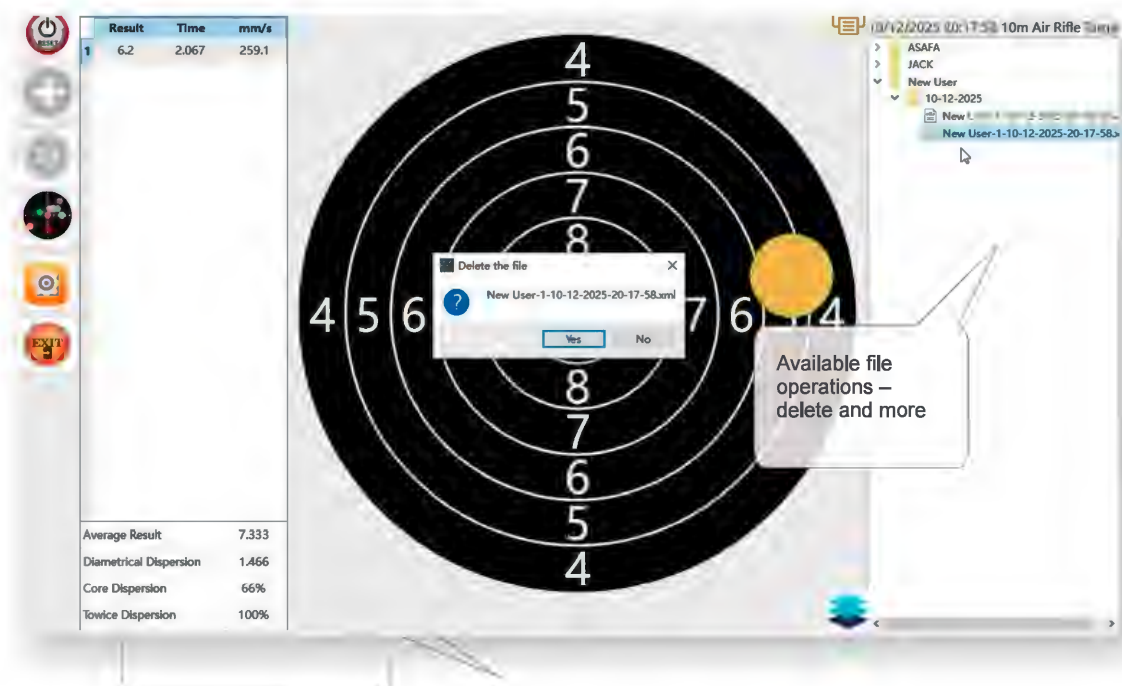 RESET
Result Time mm/s
1 6.2 2.067 259.1
EXIT
Average Result 7.333
Diametrical Dispersion 1.466
Core Dispersion 66%
Towice Dispersion 100%
4
5
6
7
8
4 5 6 7 6 4
8
7
6
5
4
Delete the file
New User-1-10-12-2025-20-17-58.xml
?
Yes No
10m Air Rifle
ASAFA
JACK
New User
10-12-2025
New
New User-1-10-12-2025-20-17-58.x
Available file
operations –
delete and more